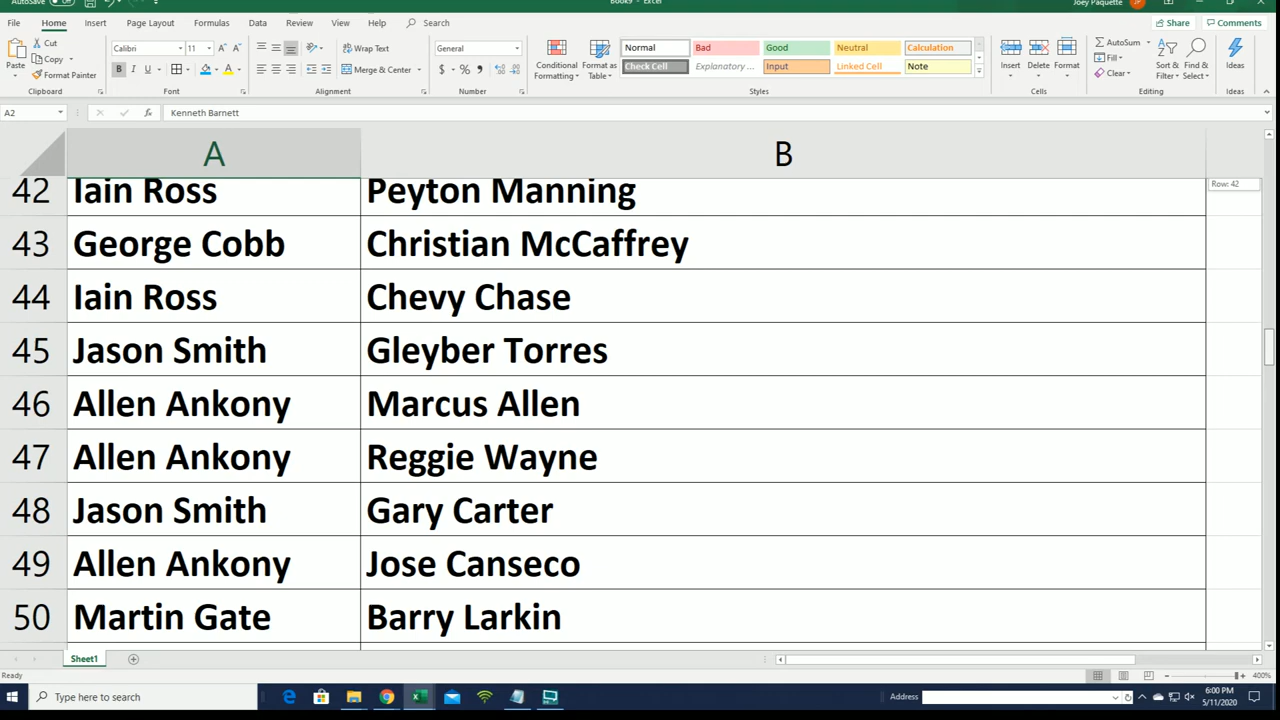 AutoSave Off
Book9 - Excel
Joey Paquette
JP
File Home Insert Page Layout Formulas Data Review View Help Search
Share Comments
Paste
Cut
Copy
Format Painter
Calibri 11
Wrap Text
Merge & Center
General
Conditional Formatting
Format as Table
Normal Bad Good Neutral Calculation
Check Cell Explanatory ... Input Linked Cell Note
Insert Delete Format
AutoSum
Fill
Clear
Sort & Filter
Find & Select
Ideas
Clipboard Font Alignment Number Styles Cells Editing Ideas
A2 fx Kenneth Barnett
A B
42 Iain Ross Peyton Manning
Row: 42
43 George Cobb Christian McCaffrey
44 Iain Ross Chevy Chase
45 Jason Smith Gleyber Torres
46 Allen Ankony Marcus Allen
47 Allen Ankony Reggie Wayne
48 Jason Smith Gary Carter
49 Allen Ankony Jose Canseco
50 Martin Gate Barry Larkin
Sheet1
Ready
400%
Type here to search
Address
6:00 PM
5/11/2020